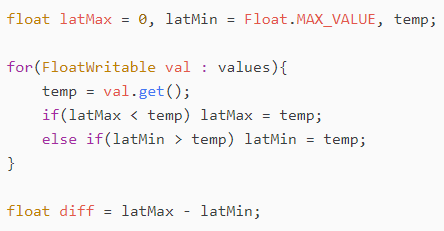 float latMax = 0, latMin = Float.MAX_VALUE, temp;
for(FloatWritable val : values){
    temp = val.get();
    if(latMax < temp) latMax = temp;
    else if(latMin > temp) latMin = temp;
}
float diff = latMax - latMin;